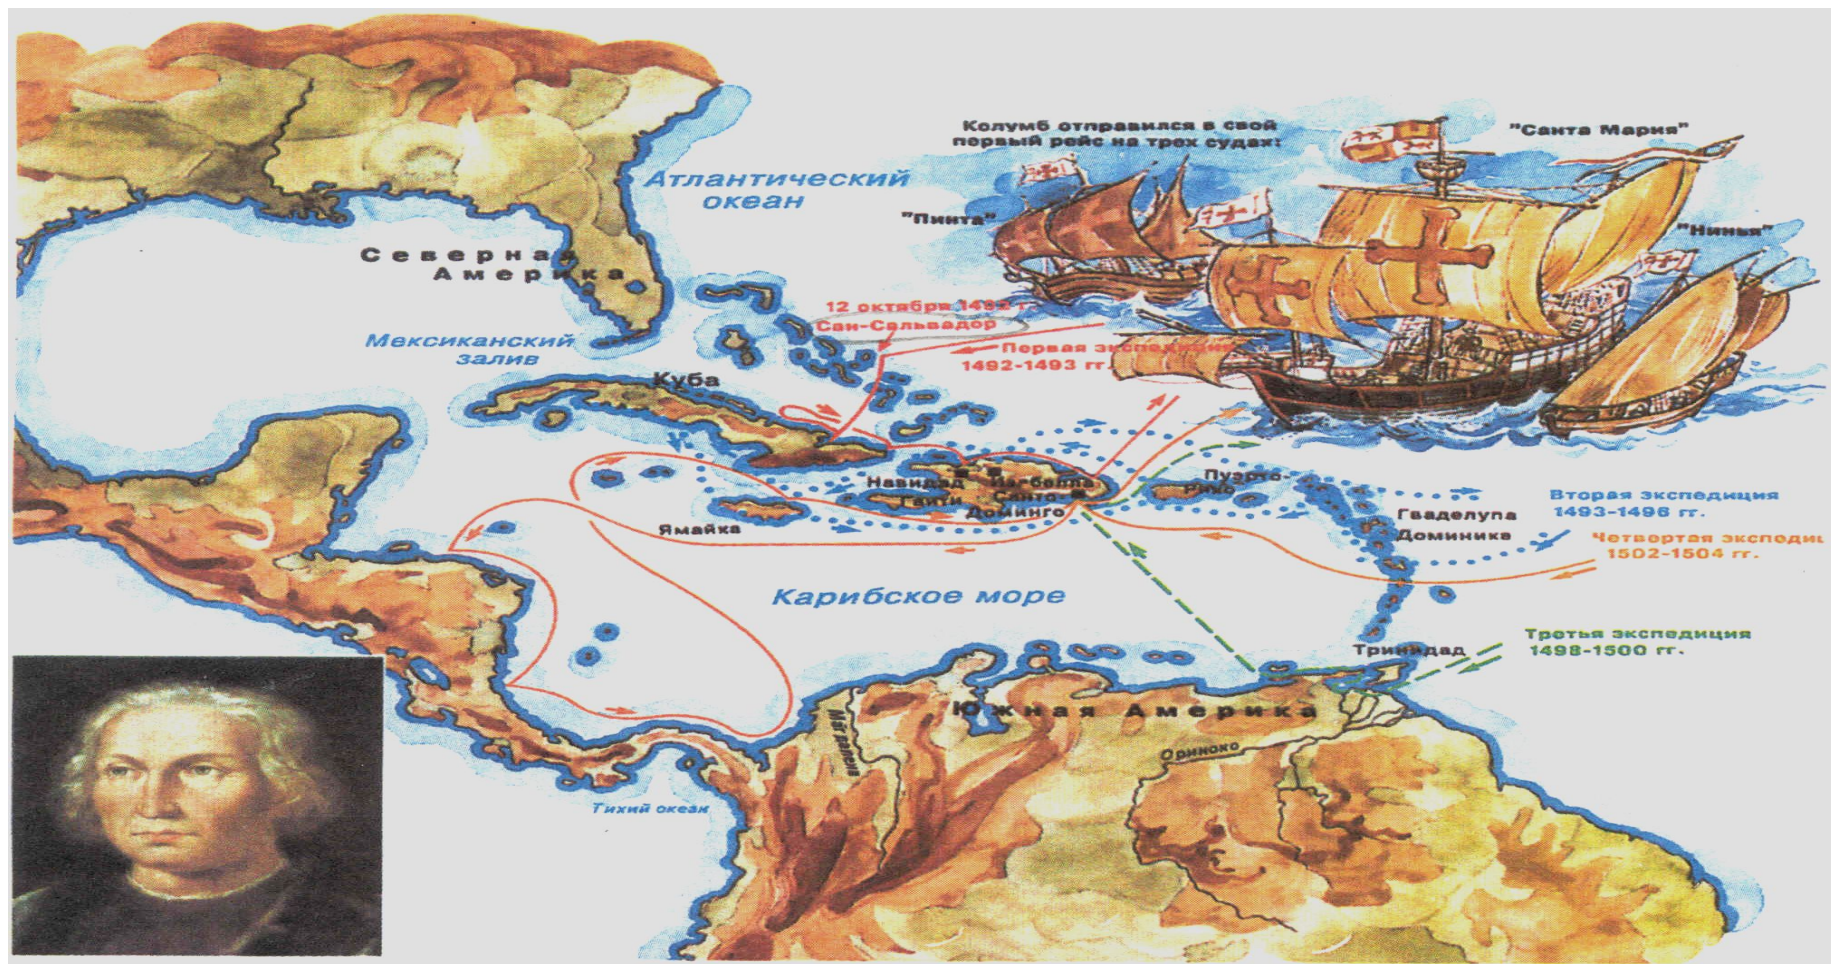 Колумб отправился в свой
первый рейс на трех судах:
"Санта Мария"
"Пинта"
"Нинья"
Атлантический
океан
Северная
Америка
12 октября 1492 г.
Сан-Сальвадор
Первая экспедиция
1492-1493 гг.
Мексиканский
залив
Куба
Навидад
Изабелла
Гаити
Санто-
Доминго
Пуэрто-
Рико
Ямайка
Вторая экспедиция
1493-1496 гг.
Гваделупа
Доминика
Четвертая экспедиц
1502-1504 гг.
Карибское море
Третья экспедиция
1498-1500 гг.
Тринидад
Южная Америка
Ориноко
Тихий океан